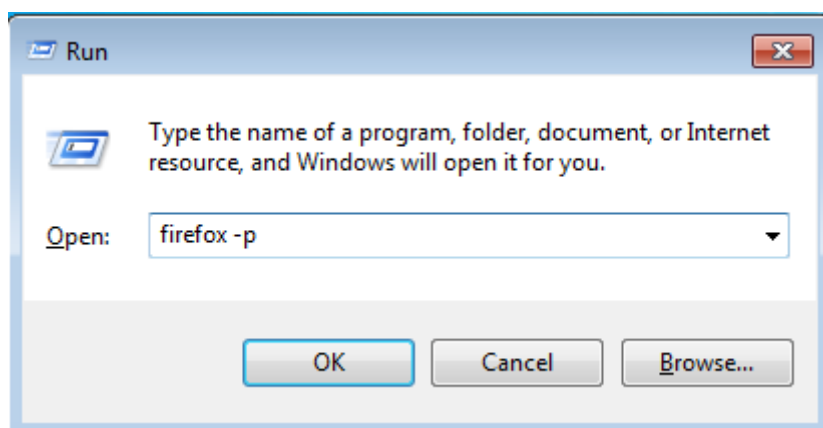 Run
Type the name of a program, folder, document, or Internet
resource, and Windows will open it for you.
Open: firefox -p
OK Cancel Browse...